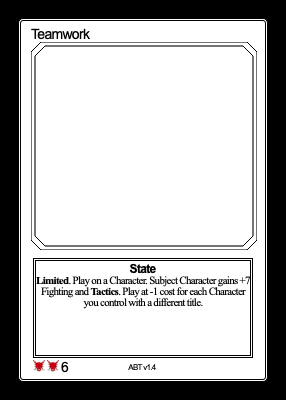 Teamwork
State
Limited. Play on a Character. Subject Character gains +7
Fighting and Tactics. Play at -1 cost for each Character
you control with a different title.
6
ABT v1.4